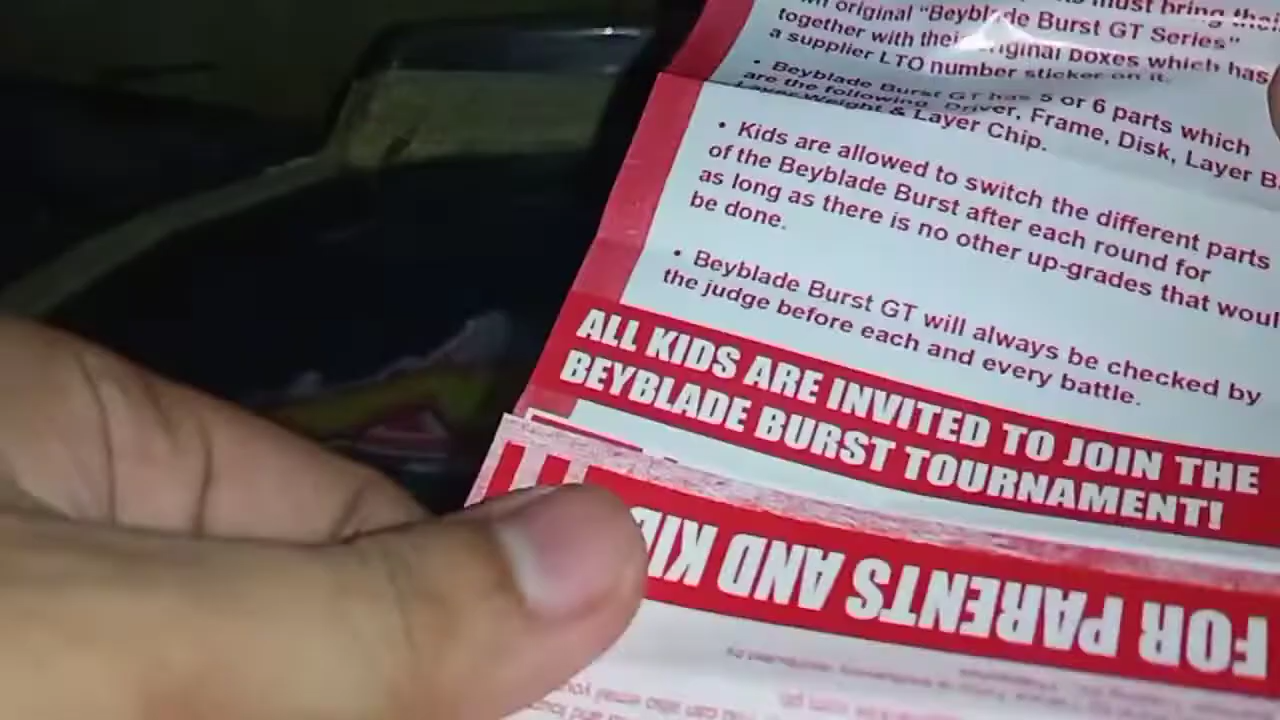 must bring their
original "Beyblade Burst GT Series"
together with their original boxes which has
a supplier LTO number sticker on it.
• Beyblade Burst GT has 5 or 6 parts which
are the following. Driver, Frame, Disk, Layer B
Layer Weight & Layer Chip.
• Kids are allowed to switch the different parts
of the Beyblade Burst after each round for
as long as there is no other up-grades that woul
be done.
• Beyblade Burst GT will always be checked by
the judge before each and every battle.
ALL KIDS ARE INVITED TO JOIN THE
BEYBLADE BURST TOURNAMENT!
FOR PARENTS AND KI